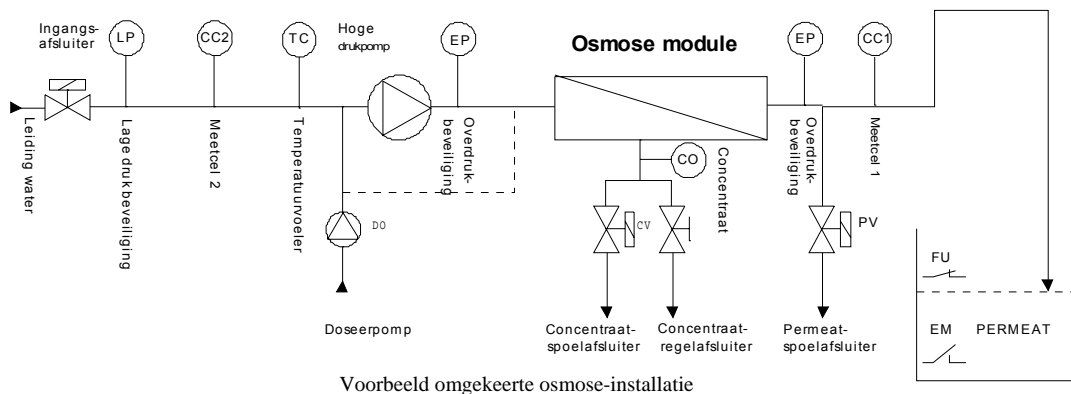 Ingangs-
afsluiter
LP
CC2
TC
Hoge
drukpomp
EP
Osmose module
EP
CC1
Leiding water
Lage druk beveiliging
Meetcel 2
Temperatuurvoeler
Overdruk-
beveiliging
CO
Concentraat
Overdruk-
beveiliging
Meetcel 1
DO
CV
PV
FU
EM
PERMEAT
Doseerpomp
Concentraat-
spoelafsluiter
Concentraat-
regelafsluiter
Permeat-
spoelafsluiter
Voorbeeld omgekeerte osmose-installatie